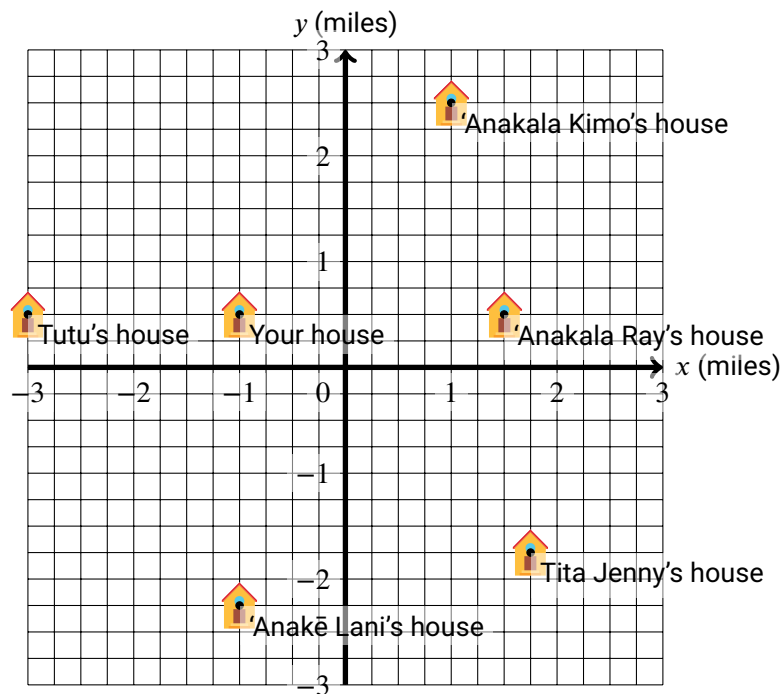 y (miles)
3
ʻAnakala Kimo’s house
2
1
Tutu’s house
Your house
ʻAnakala Ray’s house
x (miles)
−3
−2
−1
0
1
2
3
−1
Tita Jenny’s house
−2
ʻAnakē Lani’s house
−3